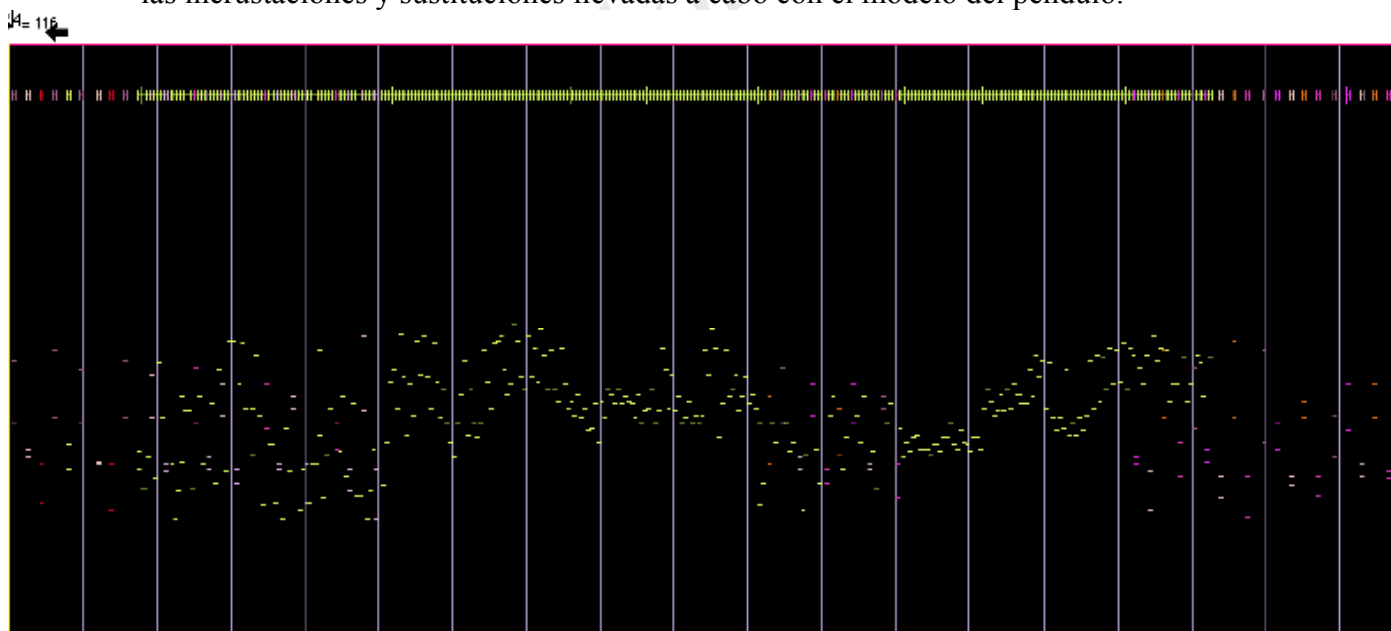 las incrustaciones y sustituciones llevadas a cabo con el modelo del péndulo.
♩= 116